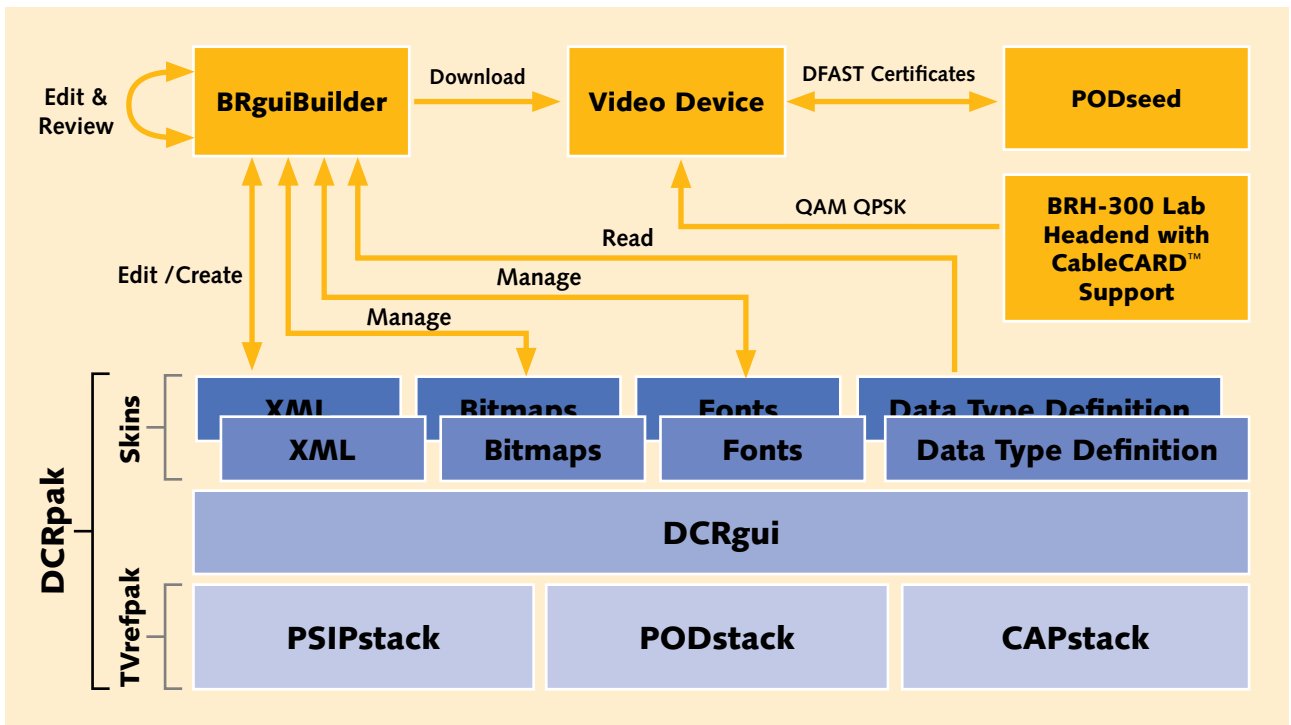 Edit &
Review
BRguiBuilder
Download
Video Device
DFAST Certificates
PODseed
QAM QPSK
BRH-300 Lab
Headend with
CableCARD™
Support
Read
Edit /Create
Manage
Manage
DCRpak
Skins
XML
Bitmaps
Fonts
Data Type Definition
XML
Bitmaps
Fonts
Data Type Definition
DCRgui
TVrefpak
PSIPstack
PODstack
CAPstack